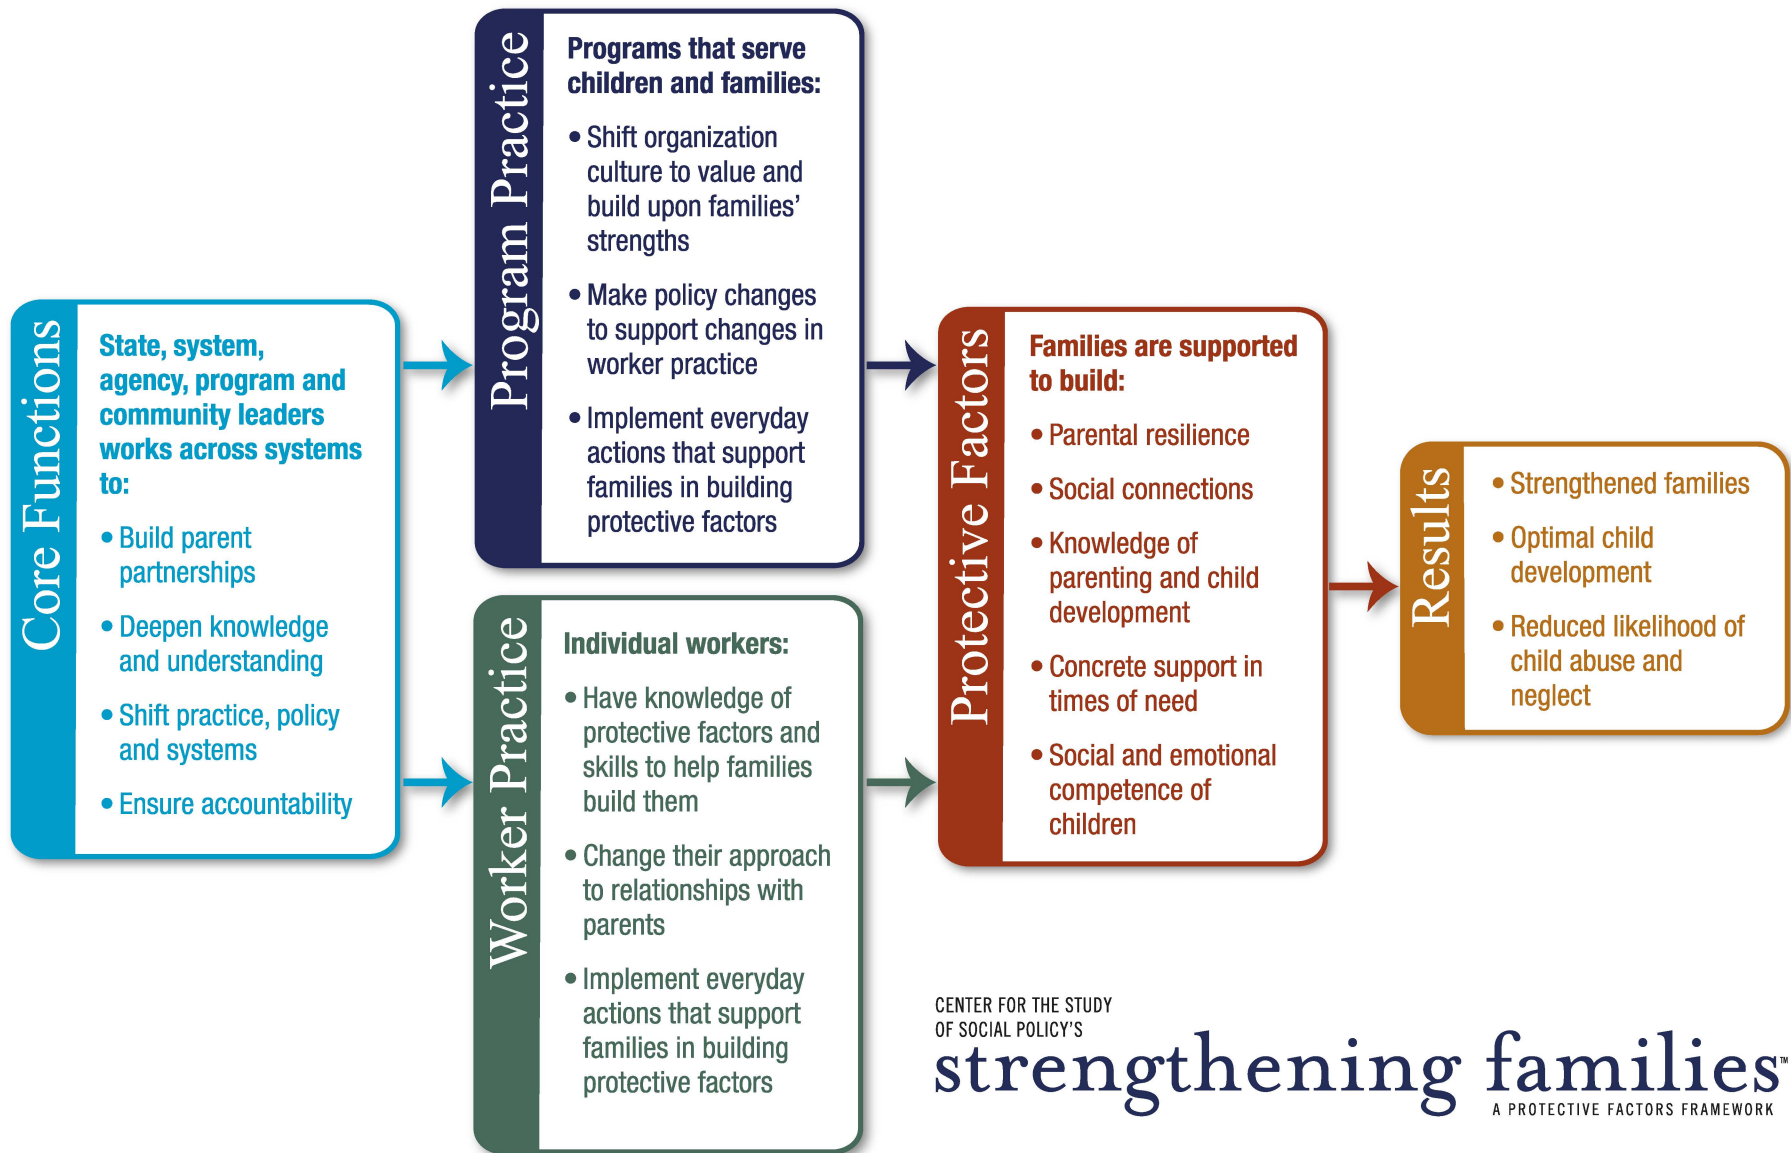 Core Functions
State, system,
agency, program and
community leaders
works across systems
to:
• Build parent
partnerships
• Deepen knowledge
and understanding
• Shift practice, policy
and systems
• Ensure accountability
Program Practice
Programs that serve
children and families:
• Shift organization
culture to value and
build upon families’
strengths
• Make policy changes
to support changes in
worker practice
• Implement everyday
actions that support
families in building
protective factors
Worker Practice
Individual workers:
• Have knowledge of
protective factors and
skills to help families
build them
• Change their approach
to relationships with
parents
• Implement everyday
actions that support
families in building
protective factors
Protective Factors
Families are supported
to build:
• Parental resilience
• Social connections
• Knowledge of
parenting and child
development
• Concrete support in
times of need
• Social and emotional
competence of
children
Results
• Strengthened families
• Optimal child
development
• Reduced likelihood of
child abuse and
neglect
CENTER FOR THE STUDY
OF SOCIAL POLICY’S
strengthening families™
A PROTECTIVE FACTORS FRAMEWORK